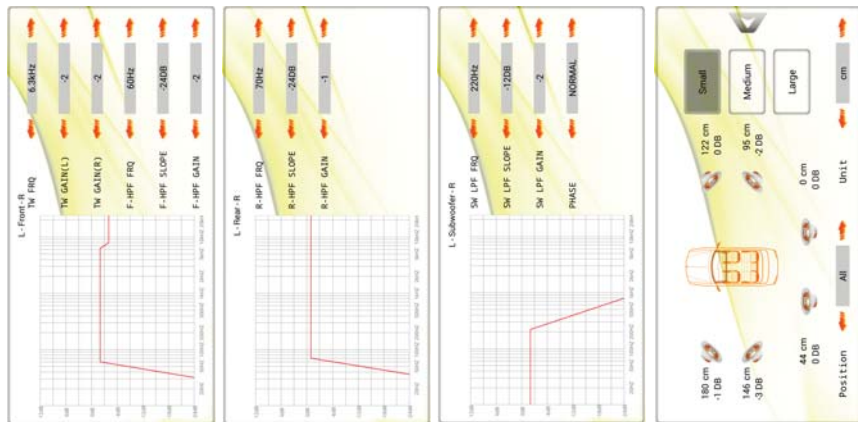 L - Front - R
TW FRQ 6.3kHz
TW GAIN(L) -2
TW GAIN(R) -2
F-HPF FRQ 60Hz
F-HPF SLOPE -24DB
F-HPF GAIN -2
L - Rear - R
R-HPF FRQ 70Hz
R-HPF SLOPE -24DB
R-HPF GAIN -1
L - Subwoofer - R
SW LPF FRQ 220Hz
SW LPF SLOPE -12DB
SW LPF GAIN -2
PHASE NORMAL
180 cm
-1 DB
122 cm
0 DB
Small
146 cm
-3 DB
95 cm
-2 DB
Medium
44 cm
0 DB
0 cm
0 DB
Large
Position All Unit cm